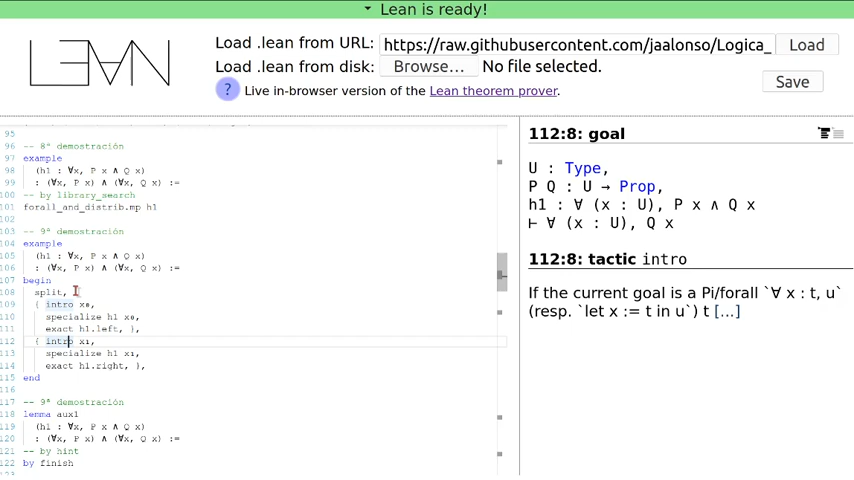 Lean is ready!
LEAN
Load .lean from URL: https://raw.githubusercontent.com/jaalonso/Logica_ Load
Load .lean from disk: Browse... No file selected.
Save
? Live in-browser version of the Lean theorem prover.
95
96 -- 8ª demostración
97 example
98 (h1 : ∀x, P x ∧ Q x)
99 : (∀x, P x) ∧ (∀x, Q x) :=
100 -- by library_search
101 forall_and_distrib.mp h1
102
103 -- 9ª demostración
104 example
105 (h1 : ∀x, P x ∧ Q x)
106 : (∀x, P x) ∧ (∀x, Q x) :=
107 begin
108 split,
109 { intro x₀,
110 specialize h1 x₀,
111 exact h1.left, },
112 { intro x₁,
113 specialize h1 x₁,
114 exact h1.right, },
115 end
116
117 -- 9ª demostración
118 lemma aux1
119 (h1 : ∀x, P x ∧ Q x)
120 : (∀x, P x) ∧ (∀x, Q x) :=
121 -- by hint
122 by finish
112:8: goal
U : Type,
P Q : U → Prop,
h1 : ∀ (x : U), P x ∧ Q x
⊢ ∀ (x : U), Q x
112:8: tactic intro
If the current goal is a Pi/forall `∀ x : t, u`
(resp. `let x := t in u`) t [...]